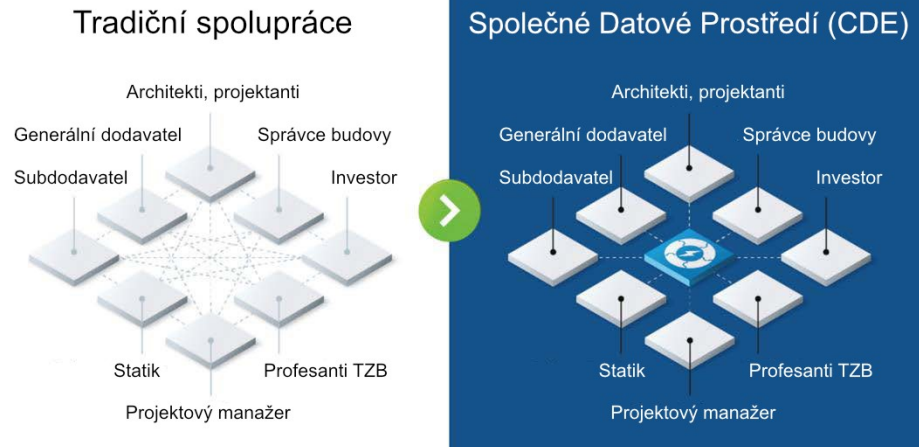 Tradiční spolupráce
Architekti, projektanti
Generální dodavatel
Správce budovy
Subdodavatel
Investor
Statik
Profesanti TZB
Projektový manažer
Společné Datové Prostředí (CDE)
Architekti, projektanti
Generální dodavatel
Správce budovy
Subdodavatel
Investor
Statik
Profesanti TZB
Projektový manažer